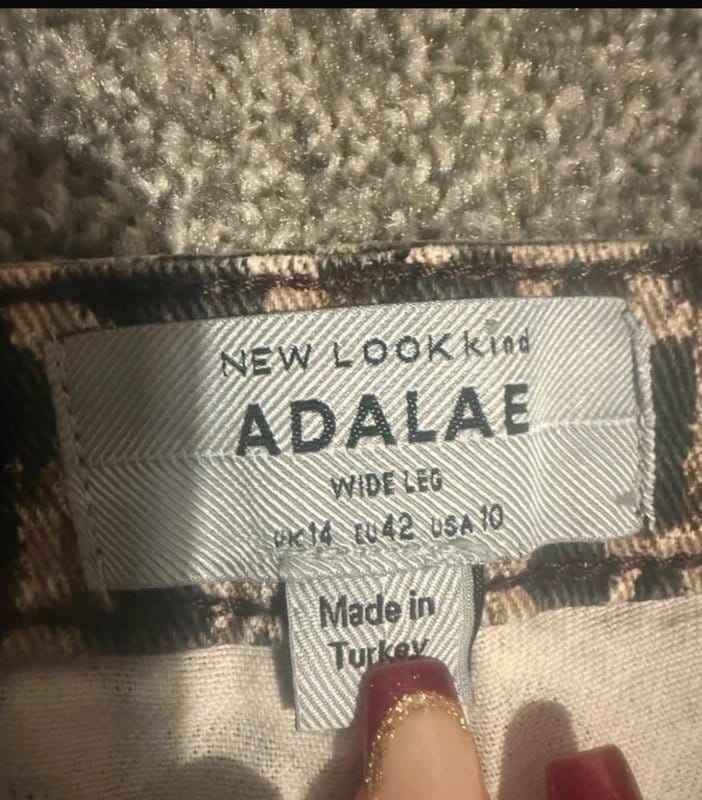 NEW LOOK kind
ADALAE
WIDE LEG
UK14 EU42 USA10
Made in
Turkey